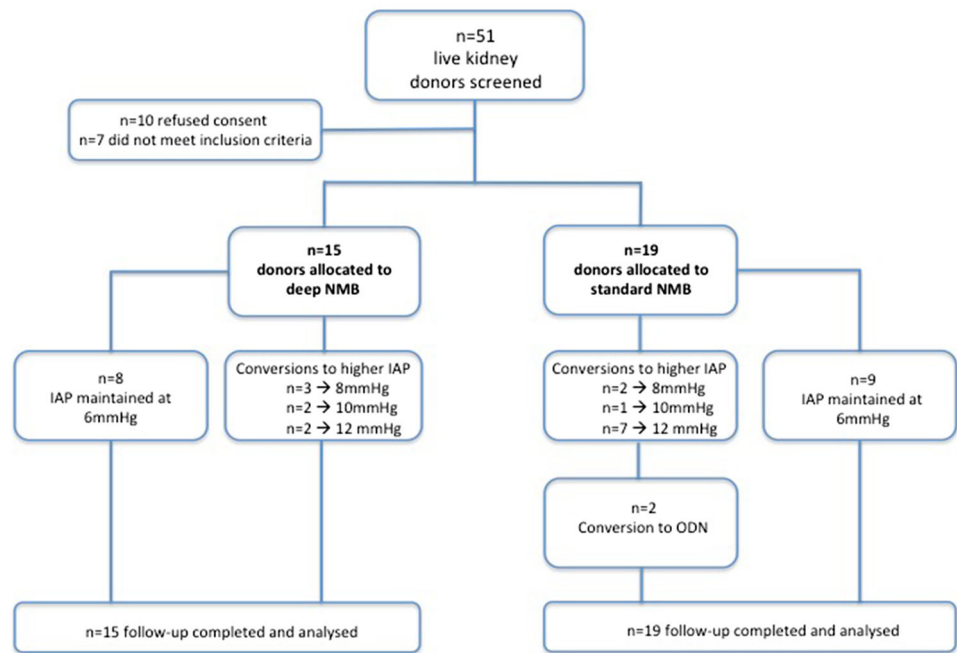 n=51
live kidney
donors screened
n=10 refused consent
n=7 did not meet inclusion criteria
n=15
donors allocated to
deep NMB
n=19
donors allocated to
standard NMB
n=8
IAP maintained at
6mmHg
Conversions to higher IAP
n=3 → 8mmHg
n=2 → 10mmHg
n=2 → 12 mmHg
Conversions to higher IAP
n=2 → 8mmHg
n=1 → 10mmHg
n=7 → 12 mmHg
n=9
IAP maintained at
6mmHg
n=2
Conversion to ODN
n=15 follow-up completed and analysed
n=19 follow-up completed and analysed